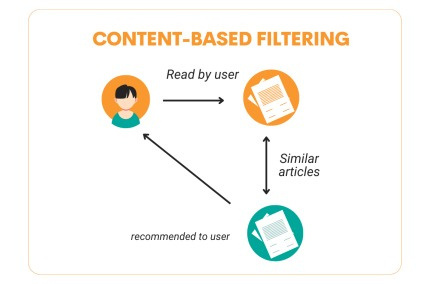 CONTENT-BASED FILTERING
Read by user
Similar
articles
recommended to user